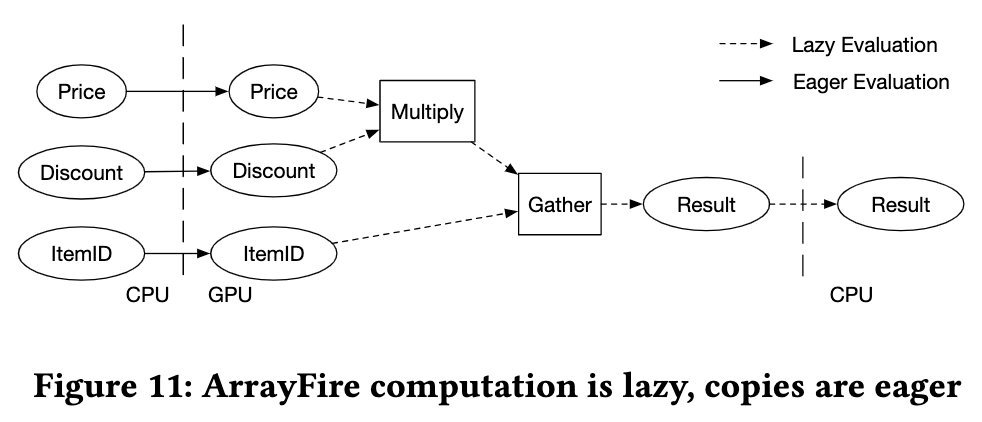 Lazy Evaluation
Eager Evaluation
Price
Price
Multiply
Discount
Discount
Gather
Result
Result
ItemID
ItemID
CPU
GPU
CPU
Figure 11: ArrayFire computation is lazy, copies are eager